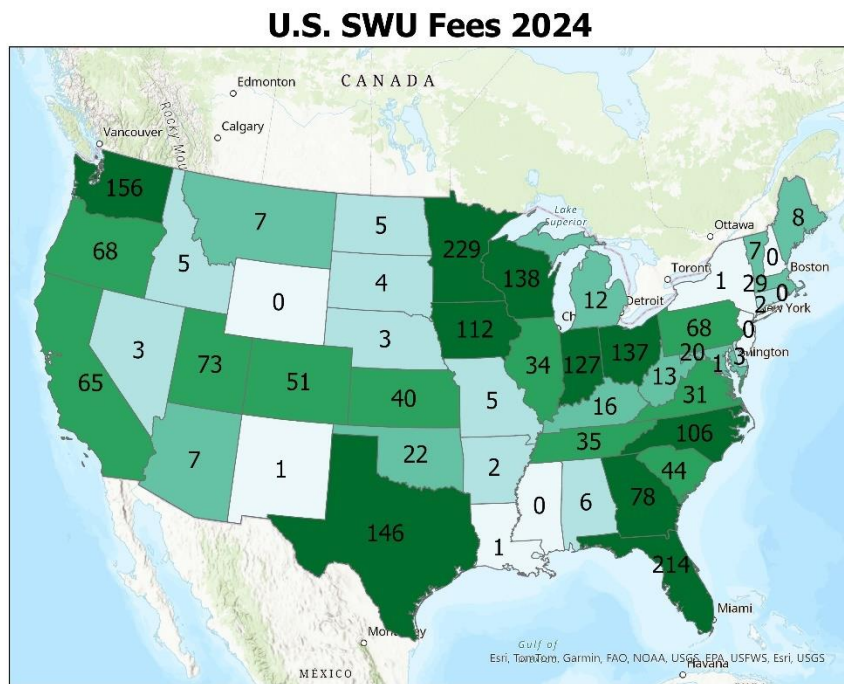 U.S. SWU Fees 2024
Edmonton
CANADA
Calgary
Vancouver
Lake
Superior
Ottawa
Toront
Boston
Detroit
New York
Miami
Gulf of
Havana
MÉXICO
156
7
5
229
8
68
5
4
138
7
0
1
29
0
2
0
12
3
112
68
0
3
73
51
34
127
137
20
1
3
65
40
5
16
13
31
7
1
22
2
35
106
44
146
0
6
78
1
214
Esri, TomTom, Garmin, FAO, NOAA, USGS, EPA, USFWS, Esri, USGS